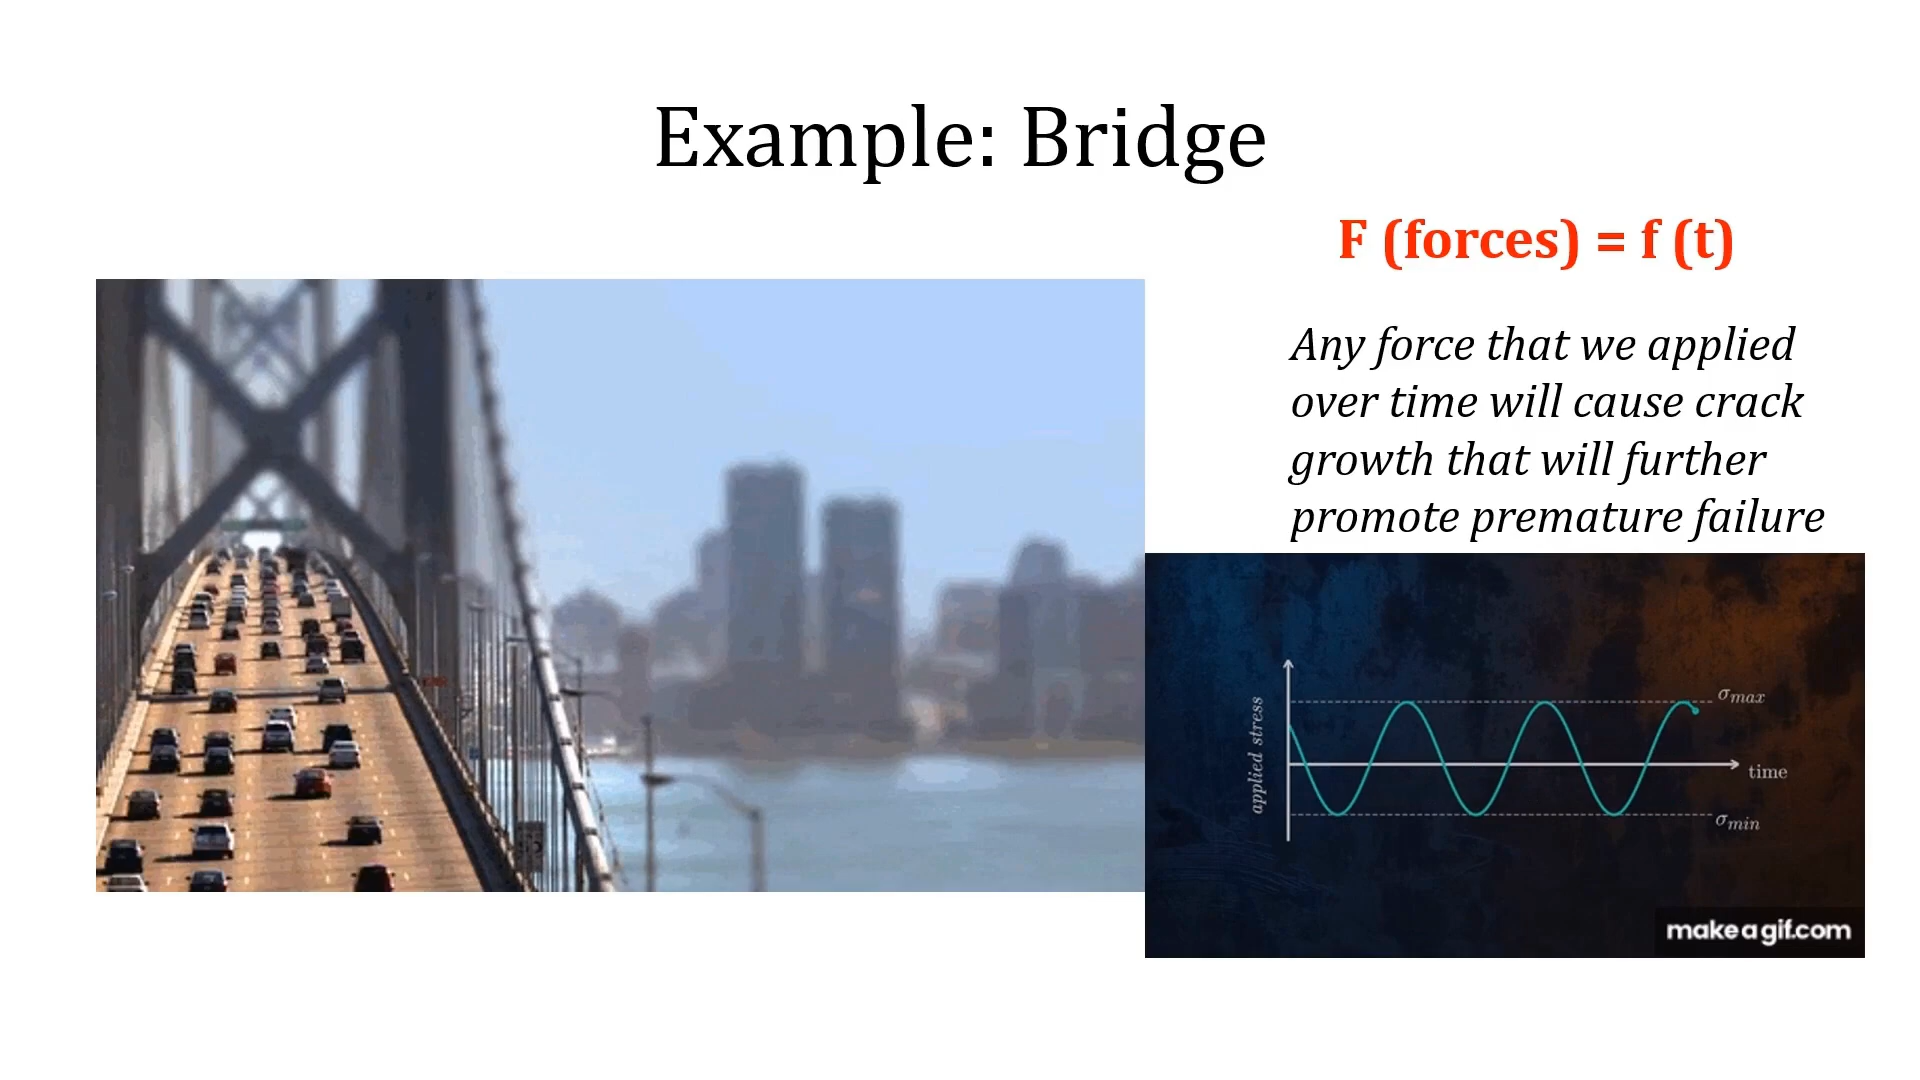 Example: Bridge
F (forces) = f (t)
Any force that we applied
over time will cause crack
growth that will further
promote premature failure
applied stress
σmax
time
σmin
makeagif.com